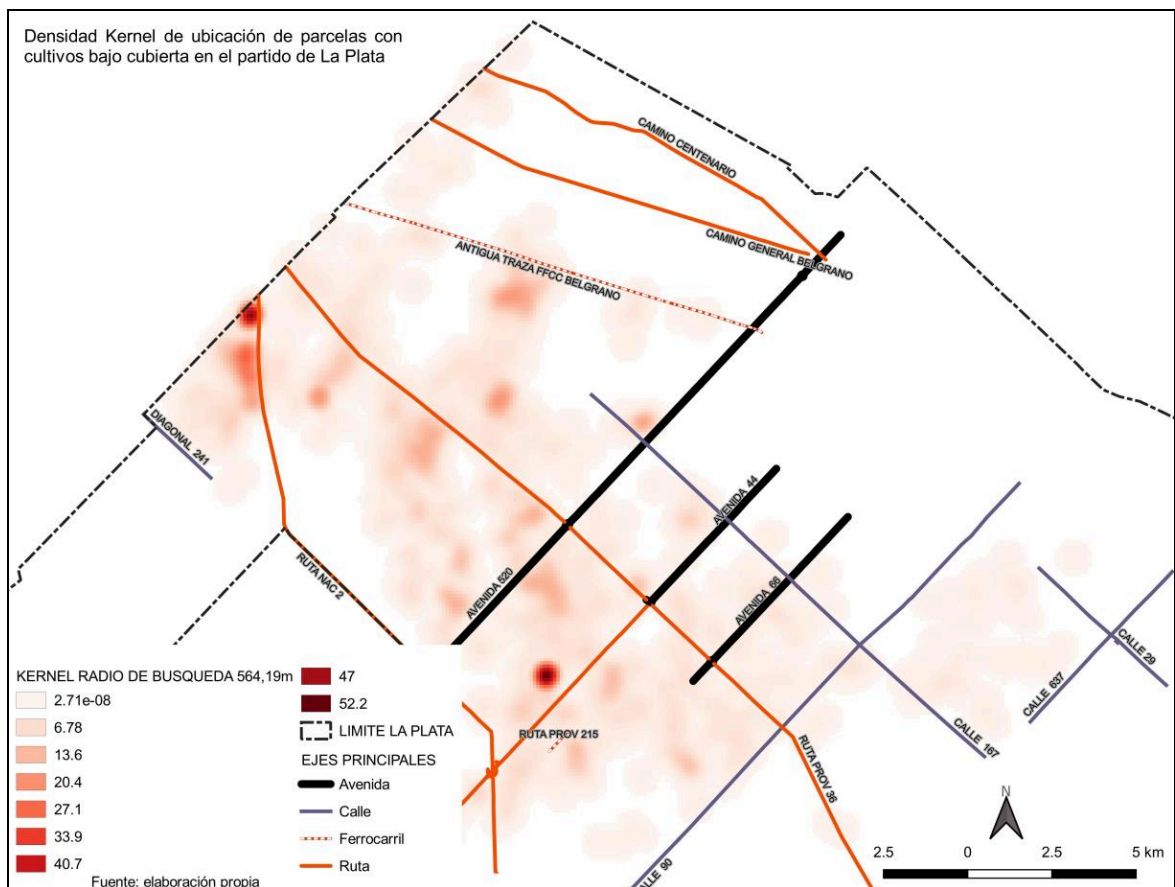 Densidad Kernel de ubicación de parcelas con
cultivos bajo cubierta en el partido de La Plata
CAMINO CENTENARIO
CAMINO GENERAL BELGRANO
ANTIGUA TRAZA FFCC BELGRANO
DIAGONAL 241
RUTA NAC 2
AVENIDA 520
AVENIDA 44
AVENIDA 66
CALLE 29
CALLE 637
CALLE 167
RUTA PROV 215
RUTA PROV 36
CALLE 90
KERNEL RADIO DE BUSQUEDA 564,19m
2.71e-08
6.78
13.6
20.4
27.1
33.9
40.7
47
52.2
LIMITE LA PLATA
EJES PRINCIPALES
Avenida
Calle
Ferrocarril
Ruta
Fuente: elaboración propia
N
2.5 0 2.5 5 km